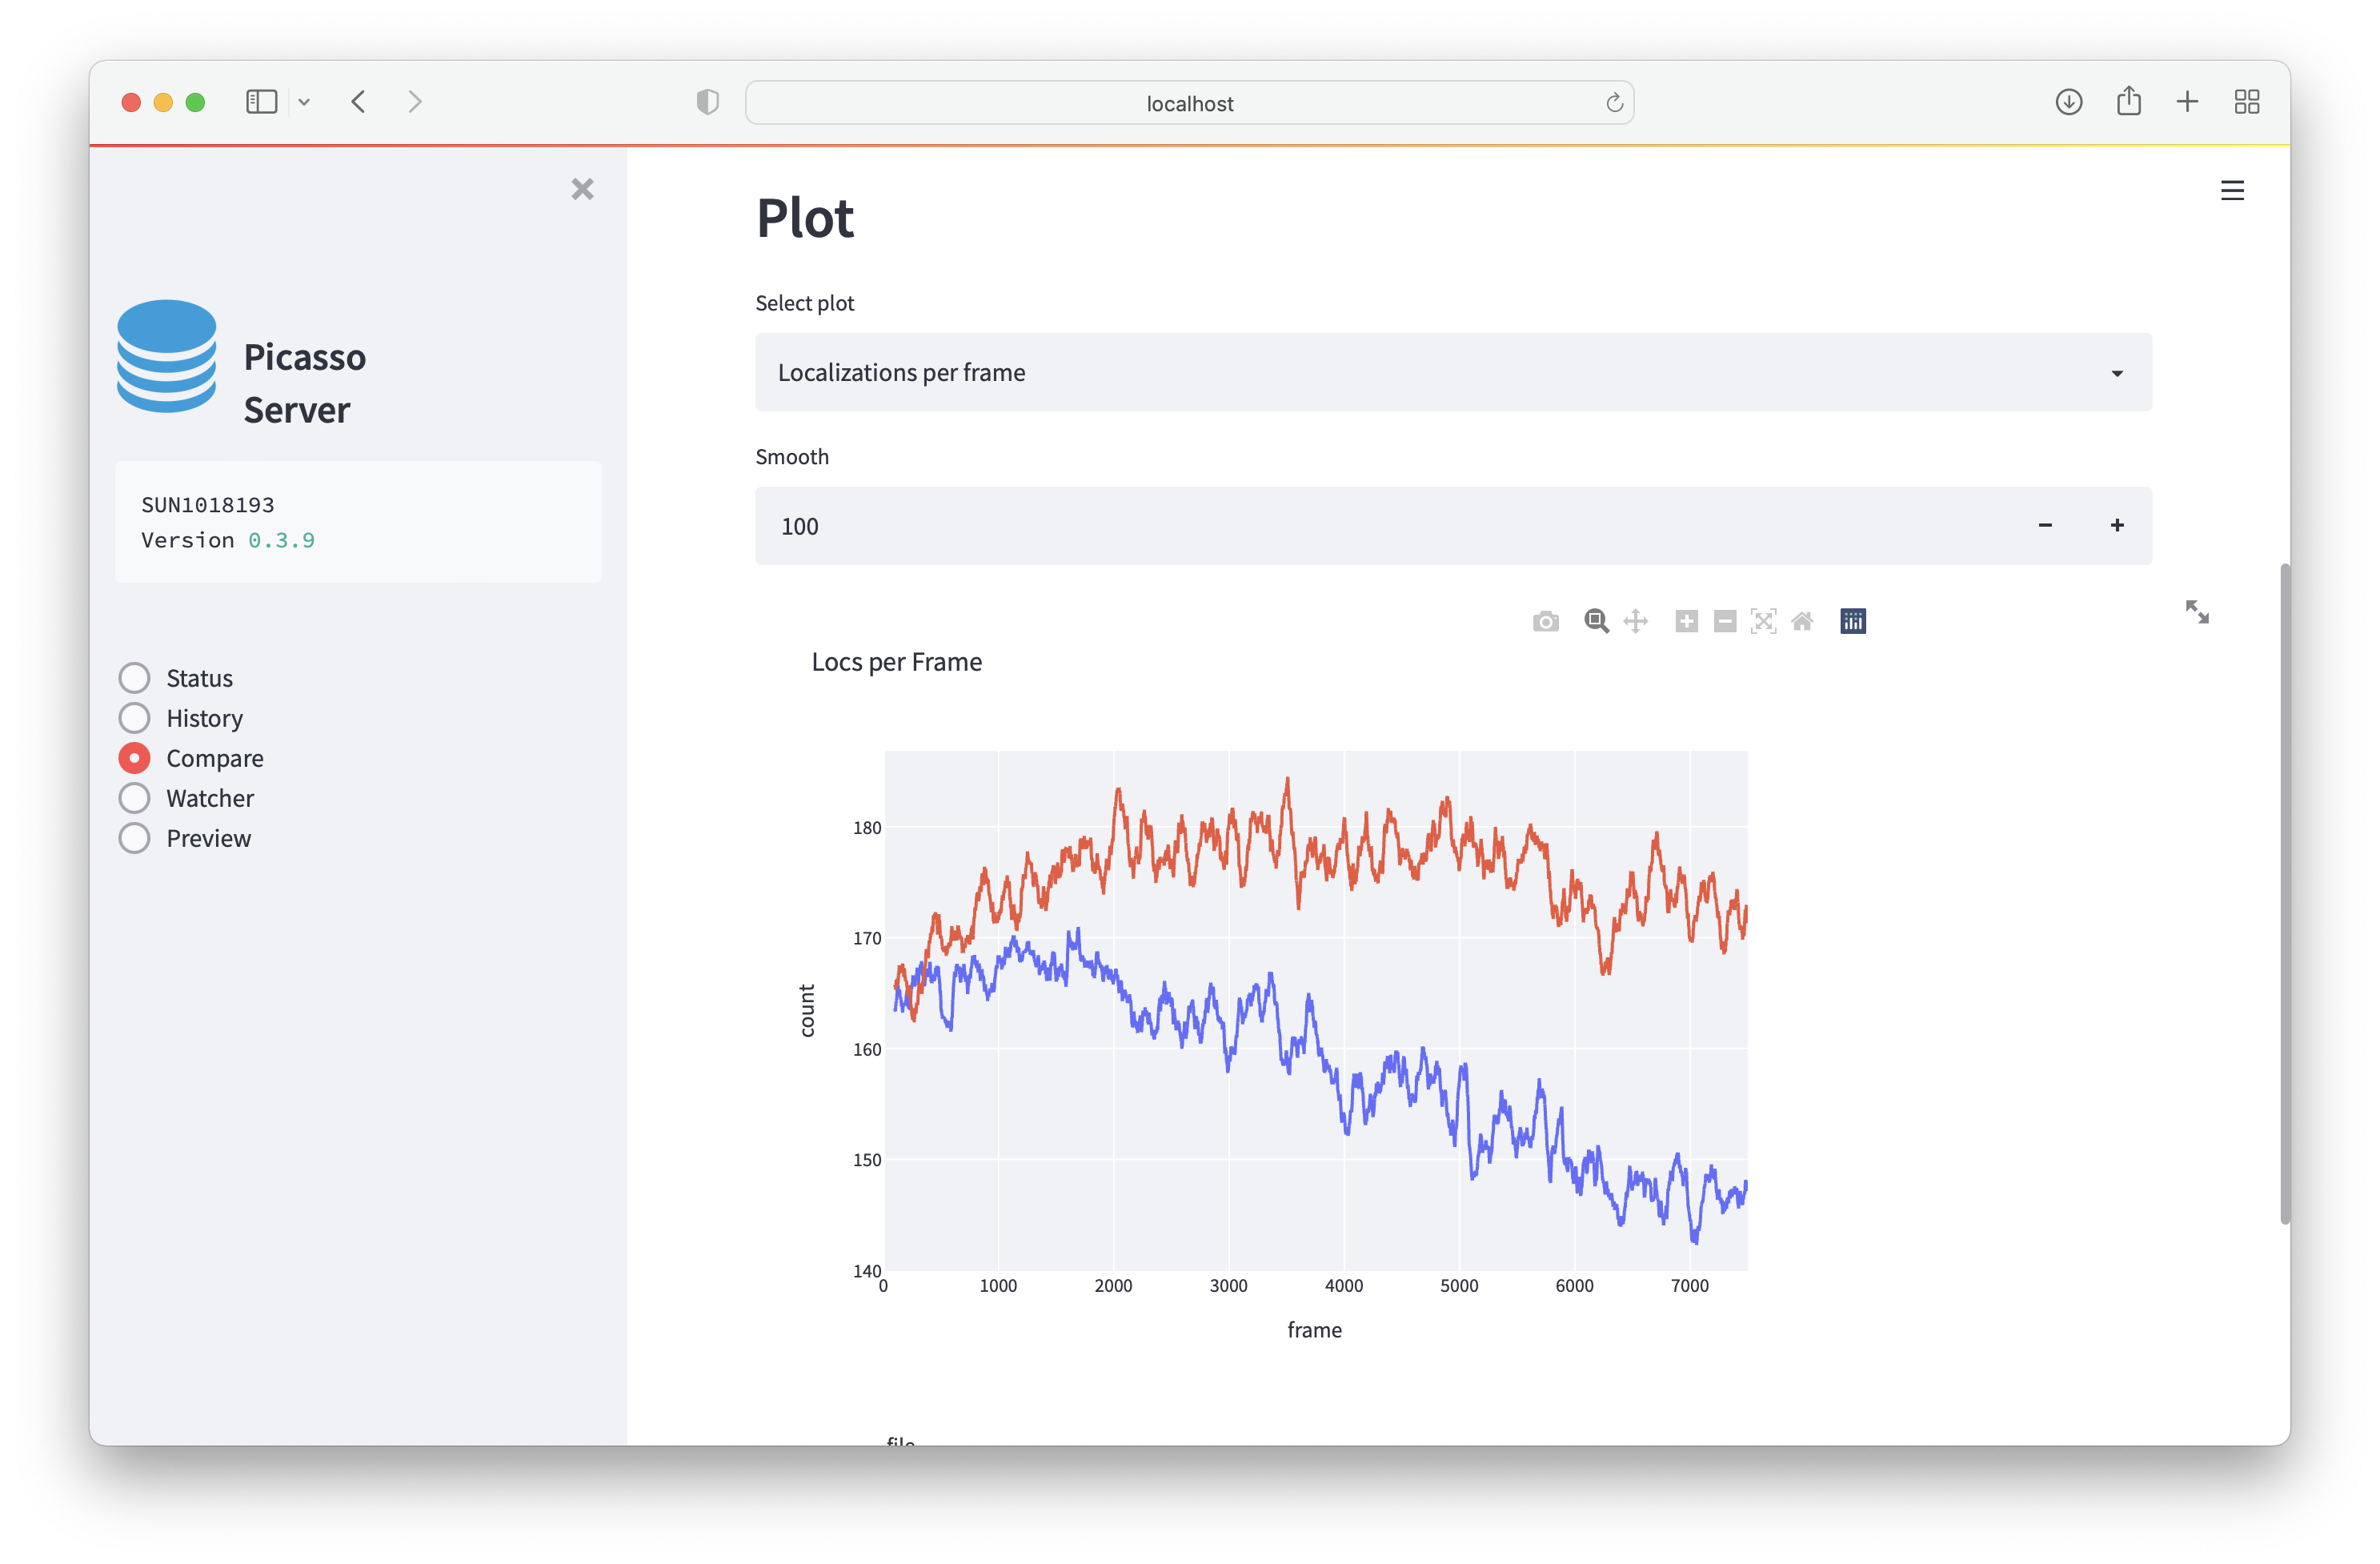 localhost
Picasso
Server
SUN1018193
Version 0.3.9
Status
History
Compare
Watcher
Preview
Plot
Select plot
Localizations per frame
Smooth
100
Locs per Frame
180
170
160
150
140
count
0 1000 2000 3000 4000 5000 6000 7000
frame
file